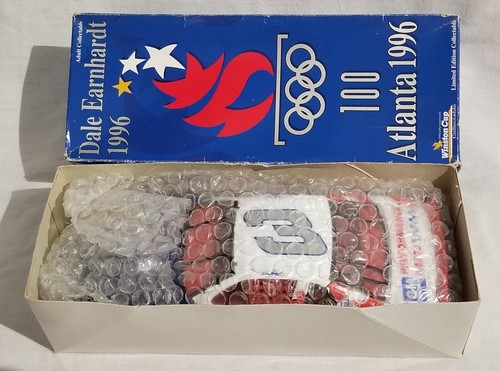 Adult Collectable
Dale Earnhardt
1996
100
Atlanta 1996
Limited Edition Collectable
Winston Cup
3